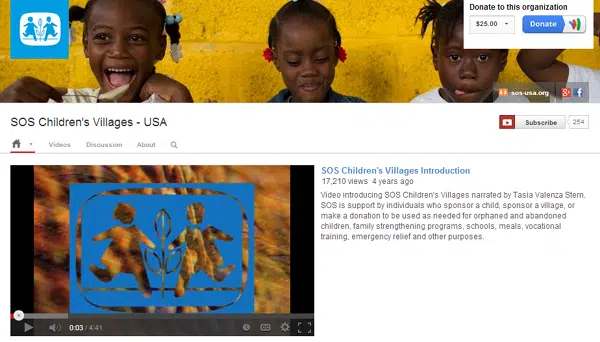 Donate to this organization
$25.00
Donate
sos-usa.org
SOS Children's Villages - USA
Subscribe
254
Videos
Discussion
About
SOS Children's Villages Introduction
17,210 views 4 years ago
Video introducing SOS Children's Villages narrated by Tasia Valenza Stern.
SOS is support by individuals who sponsor a child, sponsor a village, or
make a donation to be used as needed for orphaned and abandoned
children, family strengthening programs, schools, meals, vocational
training, emergency relief and other purposes.
0:03 / 4:41